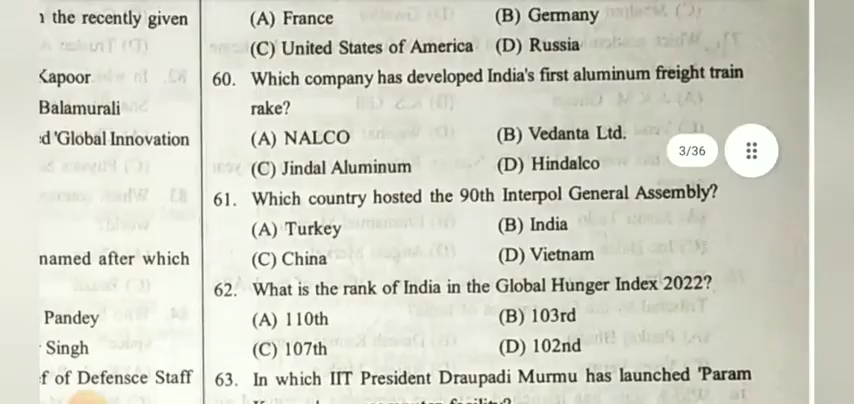 ı the recently given
Kapoor
Balamurali
d 'Global Innovation
named after which
Pandey
Singh
f of Defensce Staff
(A) France (B) Germany
(C) United States of America (D) Russia
60. Which company has developed India's first aluminum freight train
rake?
(A) NALCO (B) Vedanta Ltd.
(C) Jindal Aluminum (D) Hindalco
3/36
61. Which country hosted the 90th Interpol General Assembly?
(A) Turkey (B) India
(C) China (D) Vietnam
62. What is the rank of India in the Global Hunger Index 2022?
(A) 110th (B) 103rd
(C) 107th (D) 102nd
63. In which IIT President Draupadi Murmu has launched 'Param